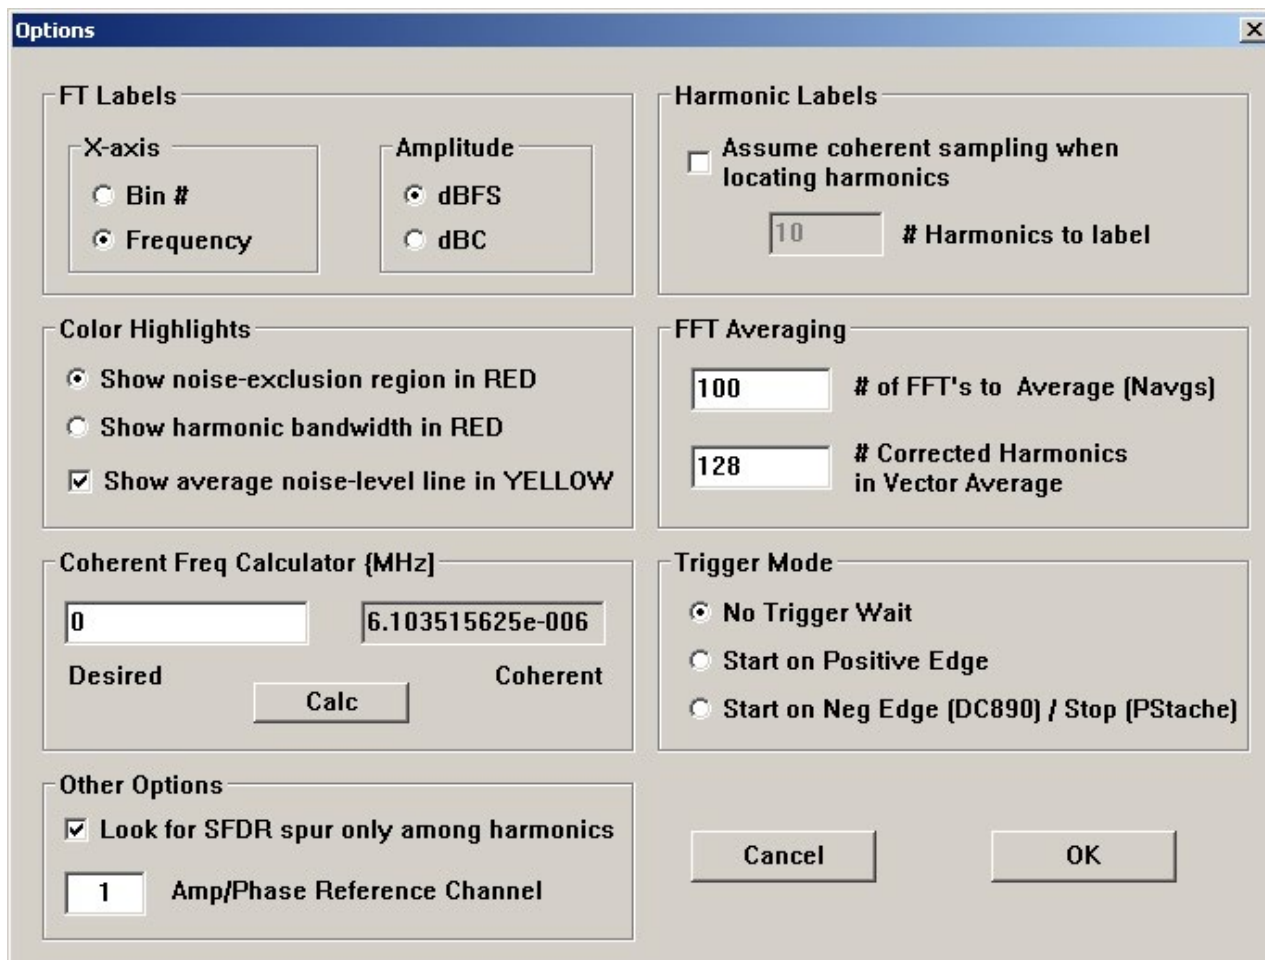 Options
FT Labels
X-axis
Bin #
Frequency
Amplitude
dBFS
dBC
Harmonic Labels
Assume coherent sampling when
locating harmonics
10 # Harmonics to label
Color Highlights
Show noise-exclusion region in RED
Show harmonic bandwidth in RED
Show average noise-level line in YELLOW
FFT Averaging
100 # of FFT's to Average (Navgs)
128 # Corrected Harmonics
in Vector Average
Coherent Freq Calculator {MHz]
0 6.103515625e-006
Desired Coherent
Calc
Trigger Mode
No Trigger Wait
Start on Positive Edge
Start on Neg Edge (DC890) / Stop (PStache)
Other Options
Look for SFDR spur only among harmonics
1 Amp/Phase Reference Channel
Cancel OK